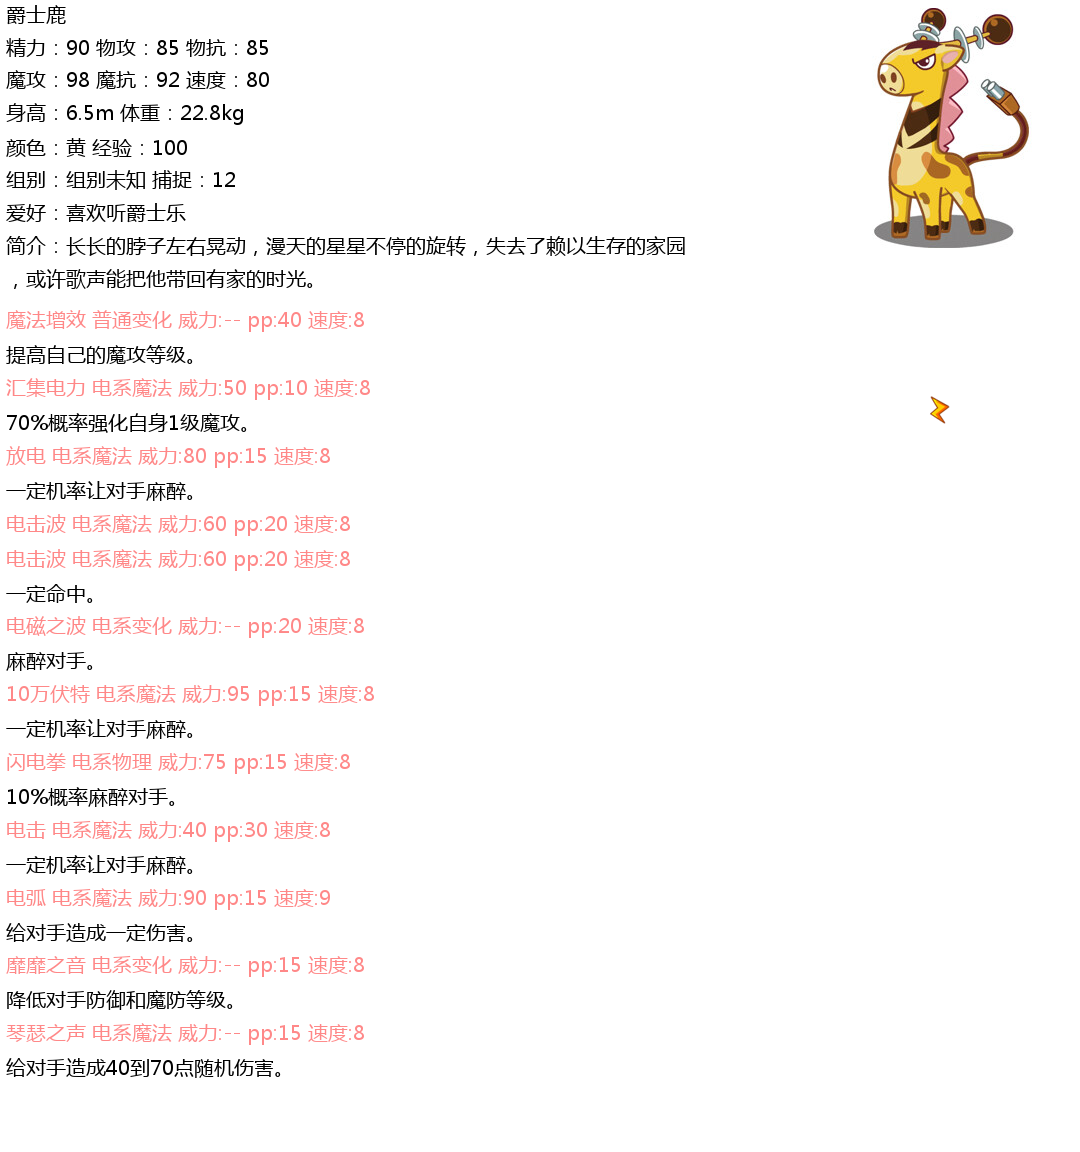 爵士鹿
精力：90 物攻：85 物抗：85
魔攻：98 魔抗：92 速度：80
身高：6.5m 体重：22.8kg
颜色：黄 经验：100
组别：组别未知 捕捉：12
爱好：喜欢听爵士乐
简介：长长的脖子左右晃动，漫天的星星不停的旋转，失去了赖以生存的家园
，或许歌声能把他带回有家的时光。
魔法增效 普通变化 威力:-- pp:40 速度:8
提高自己的魔攻等级。
汇集电力 电系魔法 威力:50 pp:10 速度:8
70%概率强化自身1级魔攻。
放电 电系魔法 威力:80 pp:15 速度:8
一定机率让对手麻醉。
电击波 电系魔法 威力:60 pp:20 速度:8
电击波 电系魔法 威力:60 pp:20 速度:8
一定命中。
电磁之波 电系变化 威力:-- pp:20 速度:8
麻醉对手。
10万伏特 电系魔法 威力:95 pp:15 速度:8
一定机率让对手麻醉。
闪电拳 电系物理 威力:75 pp:15 速度:8
10%概率麻醉对手。
电击 电系魔法 威力:40 pp:30 速度:8
一定机率让对手麻醉。
电弧 电系魔法 威力:90 pp:15 速度:9
给对手造成一定伤害。
靡靡之音 电系变化 威力:-- pp:15 速度:8
降低对手防御和魔防等级。
琴瑟之声 电系魔法 威力:-- pp:15 速度:8
给对手造成40到70点随机伤害。